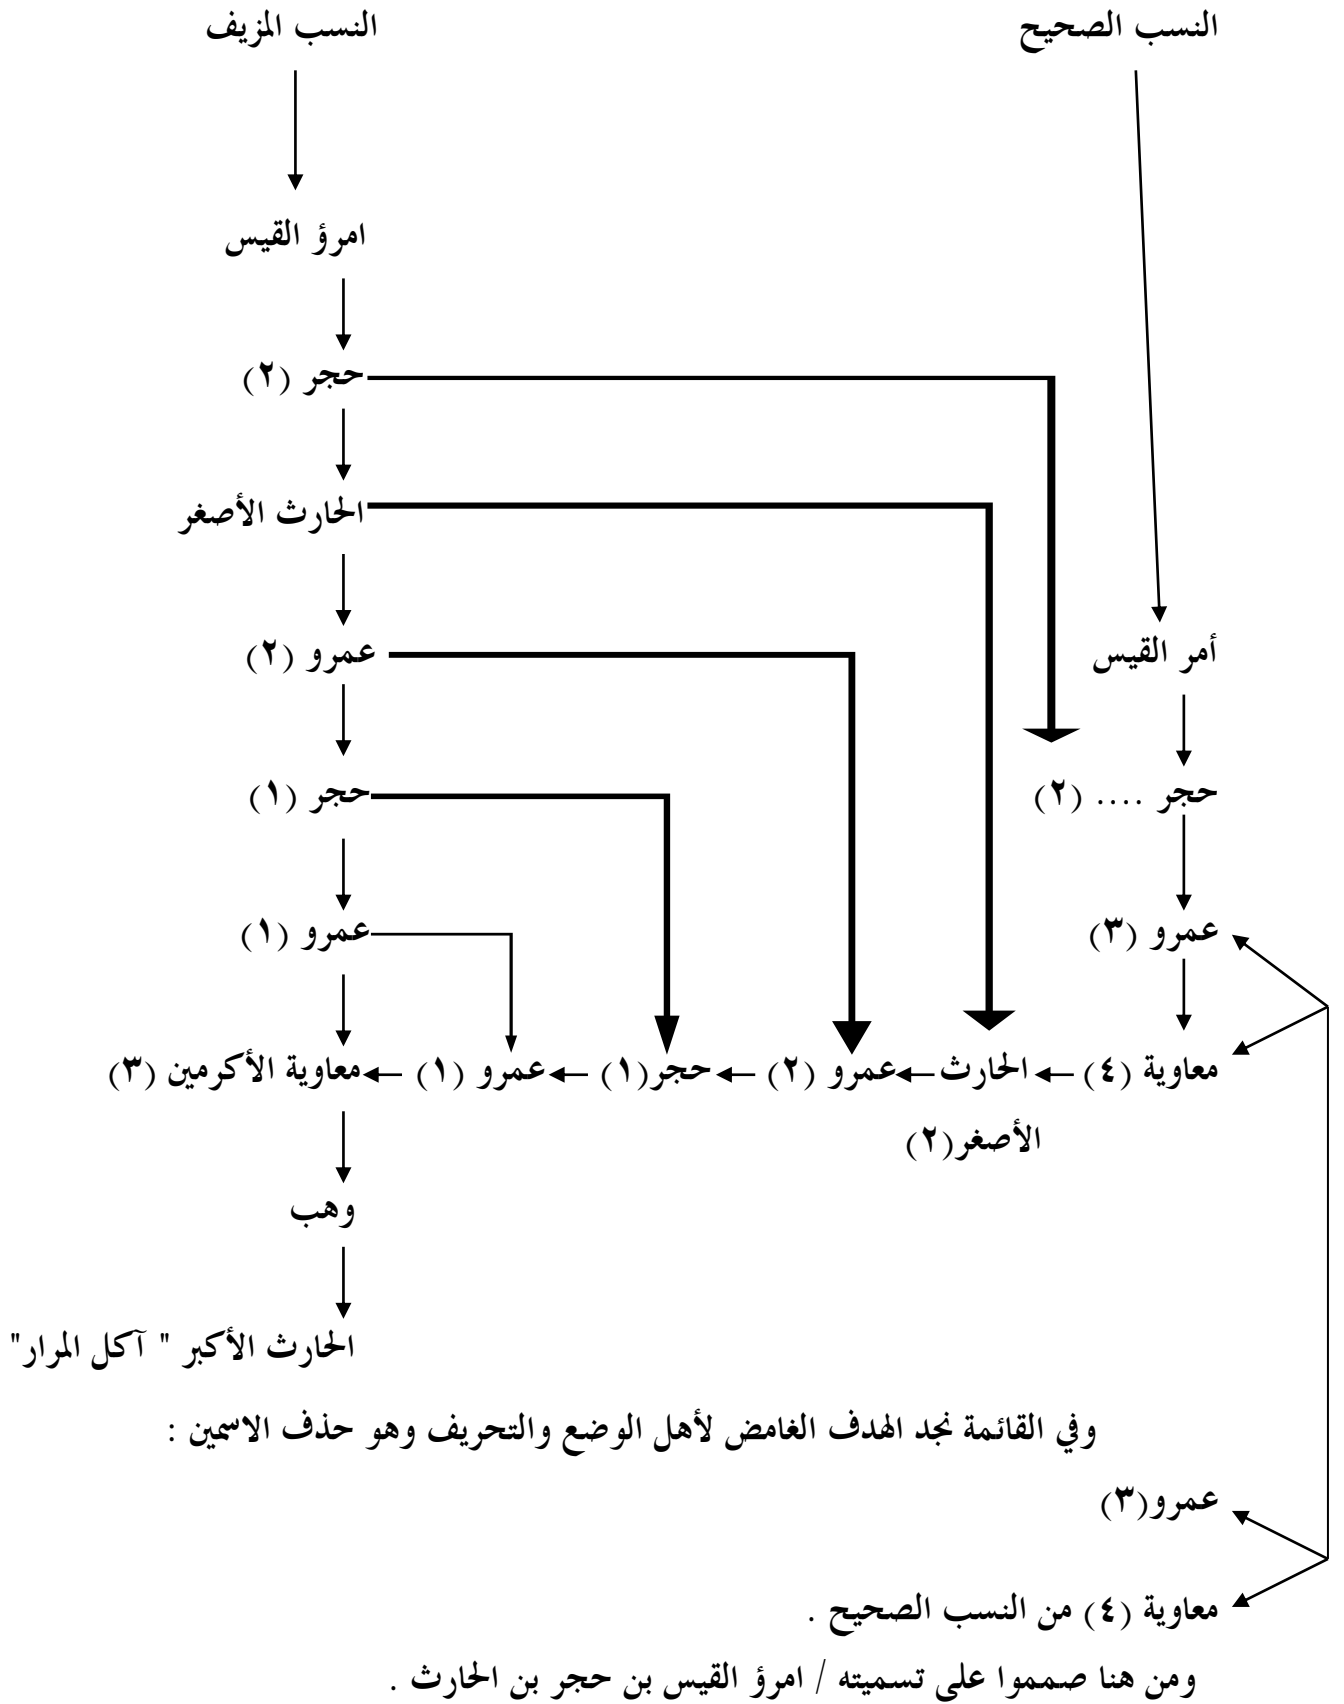 النسب الصحيح النسب المزيف
امرؤ القيس
حجر (٢)
الحارث الأصغر
أمر القيس عمرو (٢)
حجر .... (٢) حجر (١)
عمرو (٣) عمرو (١)
معاوية (٤) الحارث عمرو (٢) حجر(١) عمرو (١) معاوية الأكرمين (٣)
الأصغر(٢)
وهب
الحارث الأكبر " آكل المرار"
وفي القائمة نجد الهدف الغامض لأهل الوضع والتحريف وهو حذف الاسمين :
عمرو(٣)
معاوية (٤) من النسب الصحيح .
ومن هنا صمموا على تسميته / امرؤ القيس بن حجر بن الحارث .